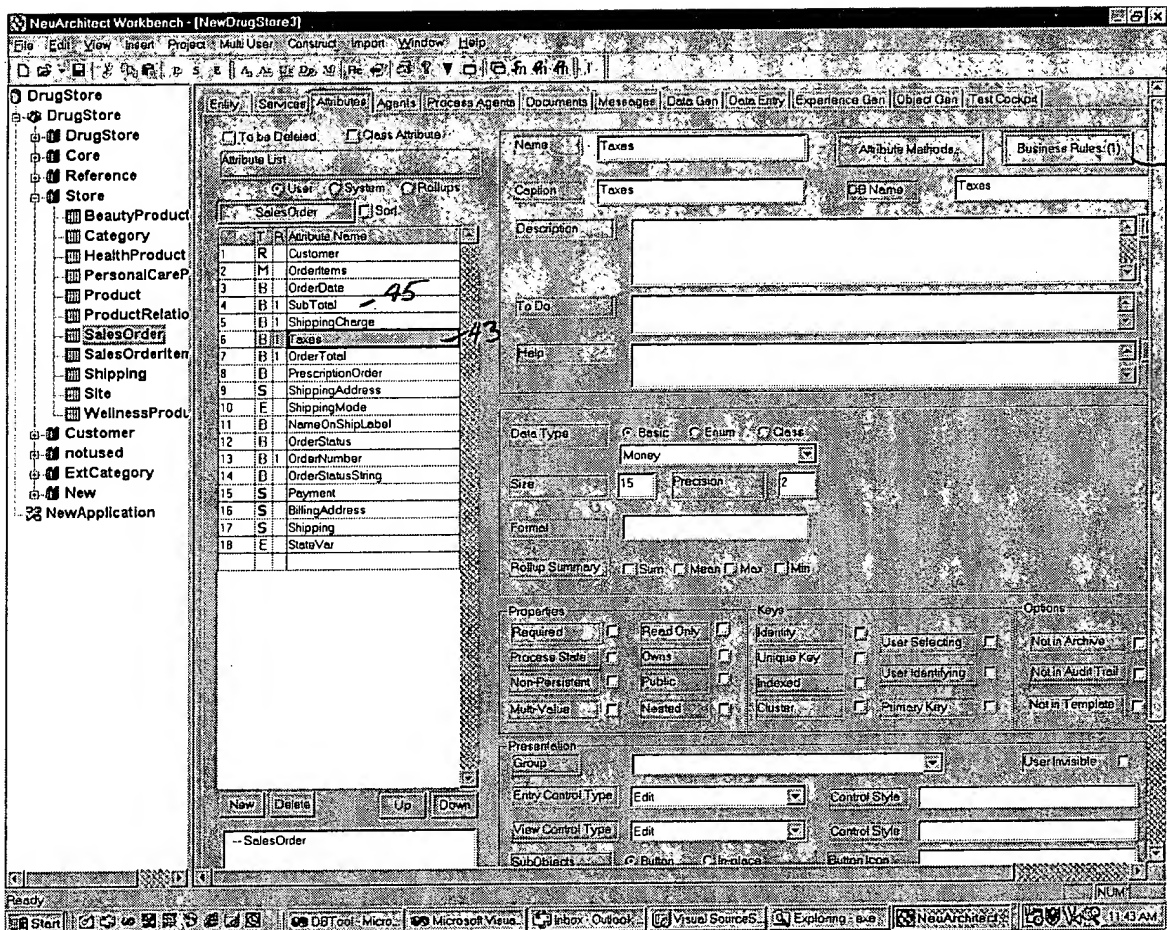 NeuArchitect Workbench - [NewDrugStore3]
File Edit View Insert Project Multi User Construct Import Window Help
DrugStore
DrugStore
DrugStore
Core
Reference
Store
BeautyProduct
Category
HealthProduct
PersonalCareP
Product
ProductRelatio
SalesOrder
SalesOrderItem
Shipping
Site
WellnessProdu
Customer
notused
ExtCategory
New
NewApplication
Entity Services Attributes Agents Process Agents Documents Messages Data Gen Data Entry Experience Gen Object Gen Test Cockpit
To be Deleted Class Attribute
Attribute List
User System Rollups
SalesOrder Sort
T R Attribute Name
1 R Customer
2 M OrderItems
3 B OrderDate
4 B 1 SubTotal 45
5 B 1 ShippingCharge
6 B 1 Taxes 43
7 B 1 OrderTotal
8 B PrescriptionOrder
9 S ShippingAddress
10 E ShippingMode
11 B NameOnShipLabel
12 B OrderStatus
13 B 1 OrderNumber
14 B OrderStatusString
15 S Payment
16 S BillingAddress
17 S Shipping
18 E StateVar
New Delete Up Down
-- SalesOrder
Name Taxes Attribute Methods... Business Rules: (1)
Caption Taxes DB Name Taxes
Description
To Do
Help
Data Type Basic Enum Class
Money
Size 15 Precision 2
Format
Rollup Summary Sum Mean Max Min
Properties Keys Options
Required Read Only Identity User Selecting Not in Archive
Process State Owns Unique Key User Identifying Not in Audit Trail
Non-Persistent Public Indexed
Multi-Value Nested Cluster Primary Key Not in Template
Presentation
Group User Invisible
Entry Control Type Edit Control Style
View Control Type Edit Control Style
SubObjects Button In-place Button Icon
Ready NUM
Start DBTool - Micro... Microsoft Visua... Inbox - Outlook... Visual SourceS... Exploring - exe NeuArchitect 11:43 AM